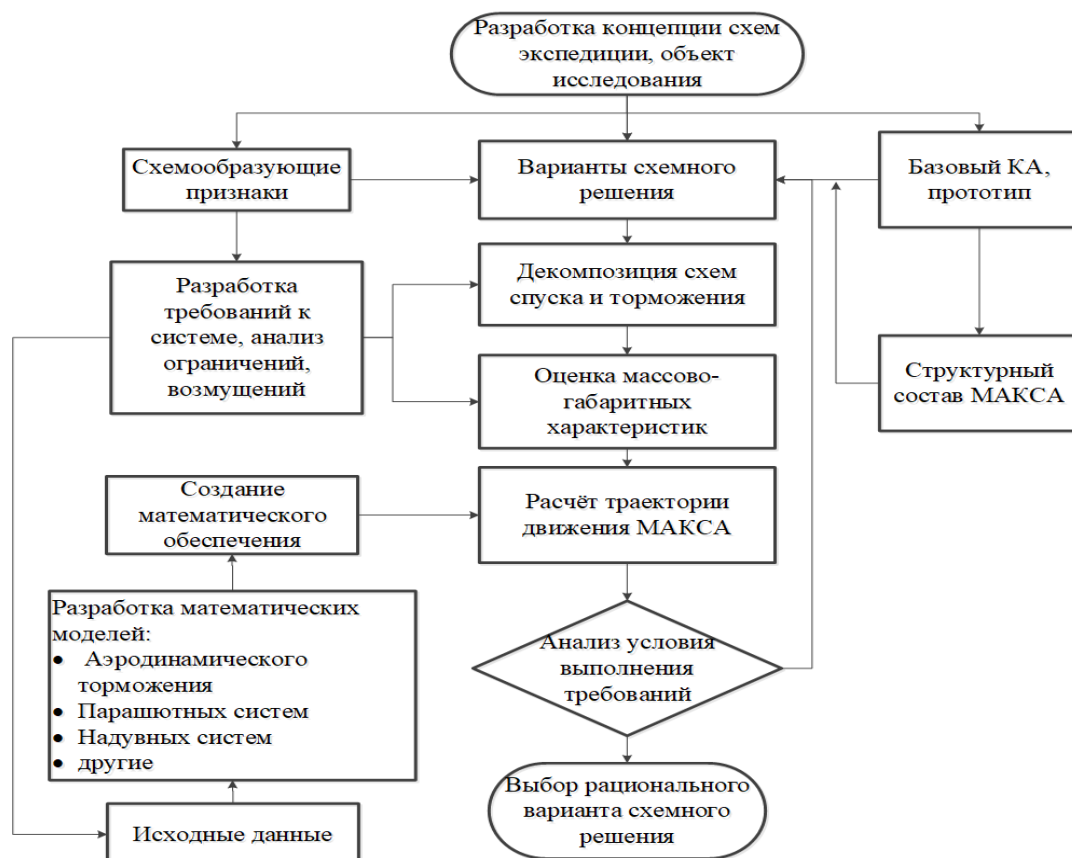 Разработка концепции схем
экспедиции, объект
исследования
Схемообразующие
признаки
Варианты схемного
решения
Базовый КА,
прототип
Разработка
требований к
системе, анализ
ограничений,
возмущений
Декомпозиция схем
спуска и торможения
Структурный
состав МАКСА
Оценка массово-
габаритных
характеристик
Создание
математического
обеспечения
Расчёт траектории
движения МАКСА
Разработка математических
моделей:
• Аэродинамического
торможения
• Парашютных систем
• Надувных систем
• другие
Анализ условия
выполнения
требований
Исходные данные
Выбор рационального
варианта схемного
решения